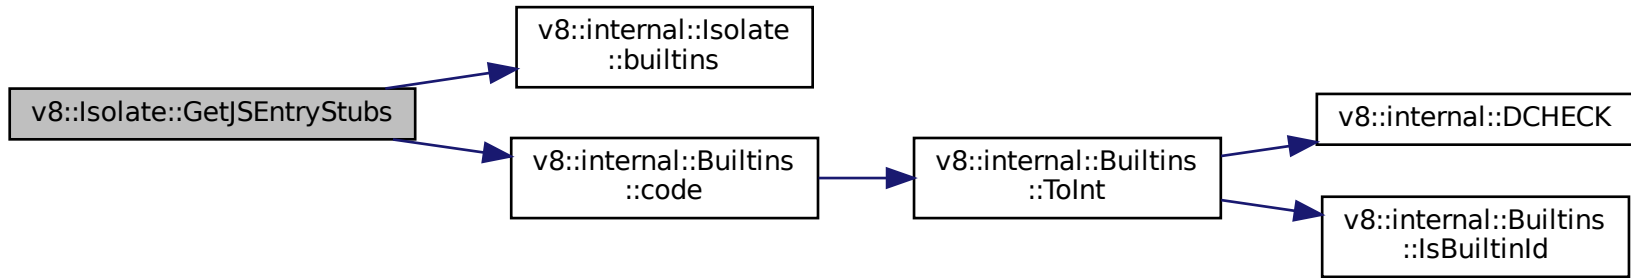 v8::Isolate::GetJSEntryStubs
v8::internal::Isolate
::builtins
v8::internal::Builtins
::code
v8::internal::Builtins
::ToInt
v8::internal::DCHECK
v8::internal::Builtins
::IsBuiltinId